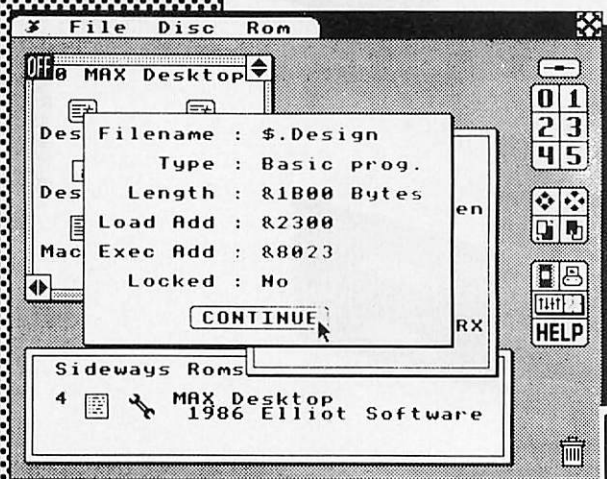 File Disc Rom
OFF 0 MAX Desktop
Des
Des
Mac
Filename : $.Design
Type : Basic prog.
Length : &1B00 Bytes
Load Add : &2300
Exec Add : &8023
Locked : No
CONTINUE
en
RX
0 1
2 3
4 5
HELP
Sideways Roms
4 MAX Desktop
1986 Elliot Software